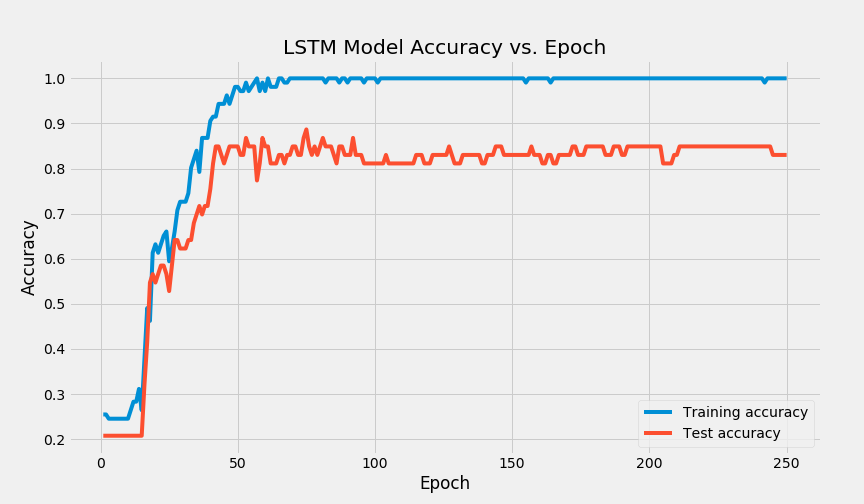 LSTM Model Accuracy vs. Epoch
1.0
0.9
0.8
0.7
0.6
0.5
0.4
0.3
0.2
Accuracy
0 50 100 150 200 250
Epoch
Training accuracy
Test accuracy